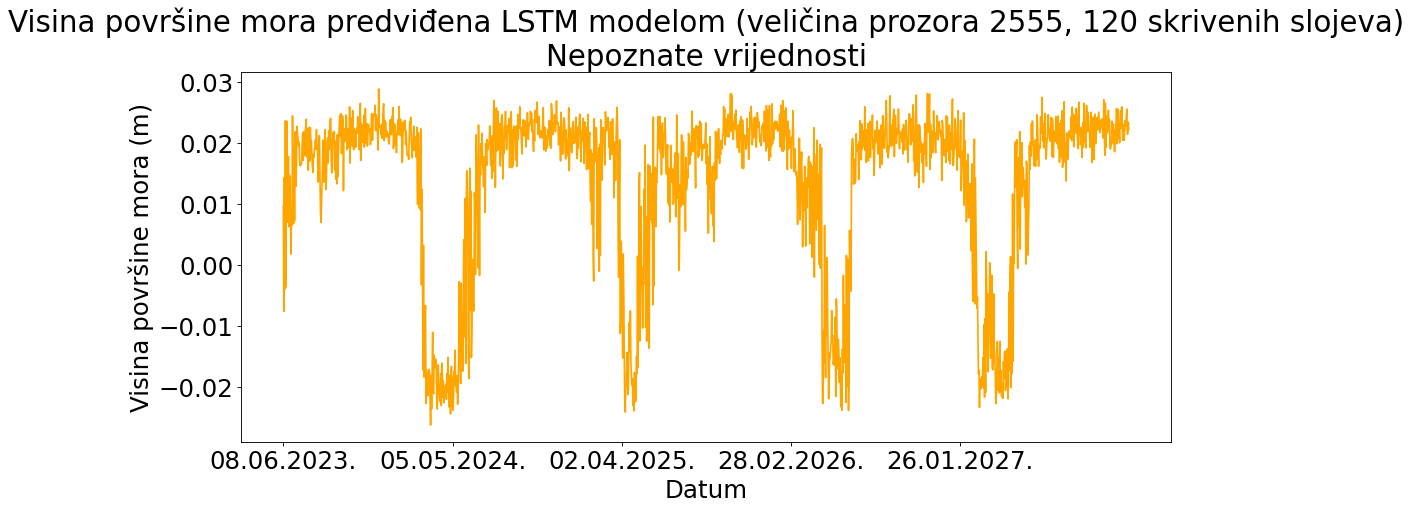 Visina površine mora predviđena LSTM modelom (veličina prozora 2555, 120 skrivenih slojeva)
Nepoznate vrijednosti
Visina površine mora (m)
0.03
0.02
0.01
0.00
−0.01
−0.02
08.06.2023. 05.05.2024. 02.04.2025. 28.02.2026. 26.01.2027.
Datum